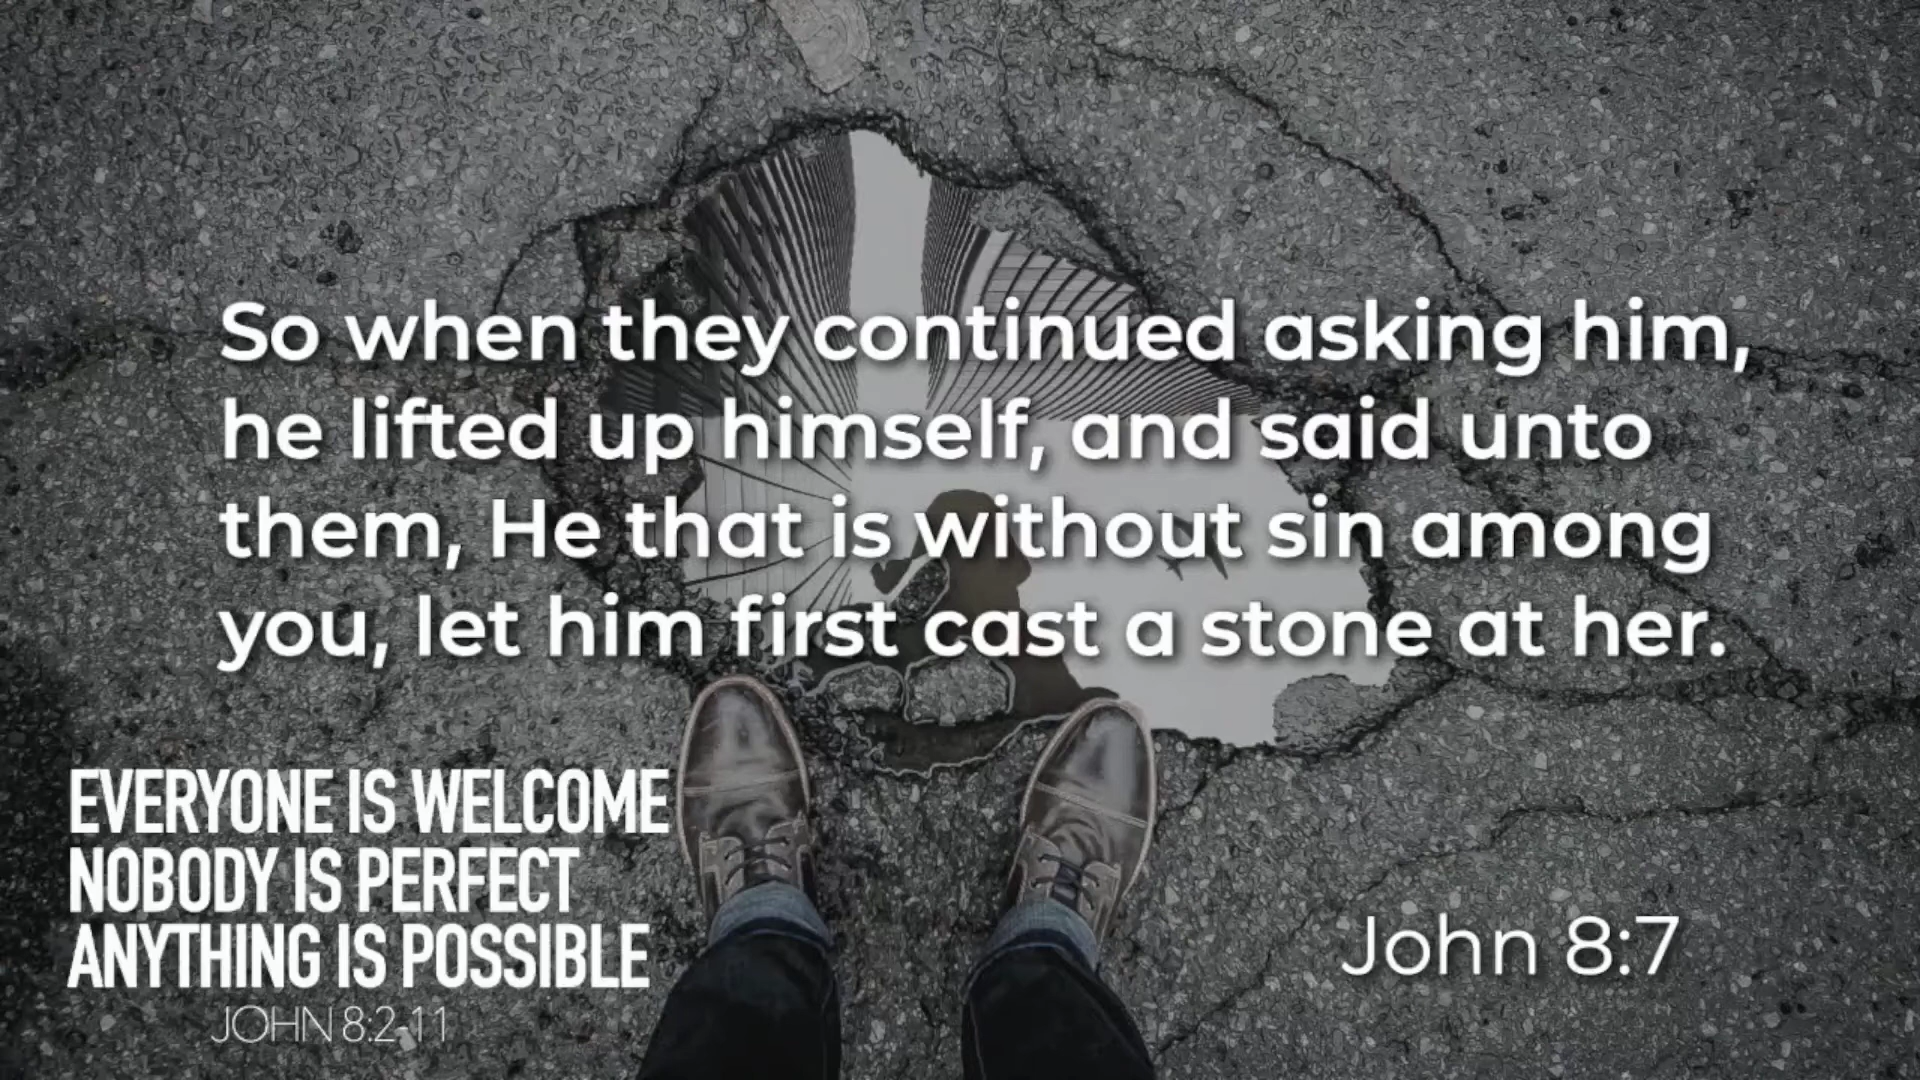 So when they continued asking him,
he lifted up himself, and said unto
them, He that is without sin among
you, let him first cast a stone at her.
EVERYONE IS WELCOME
NOBODY IS PERFECT
ANYTHING IS POSSIBLE
JOHN 8:2-11
John 8:7